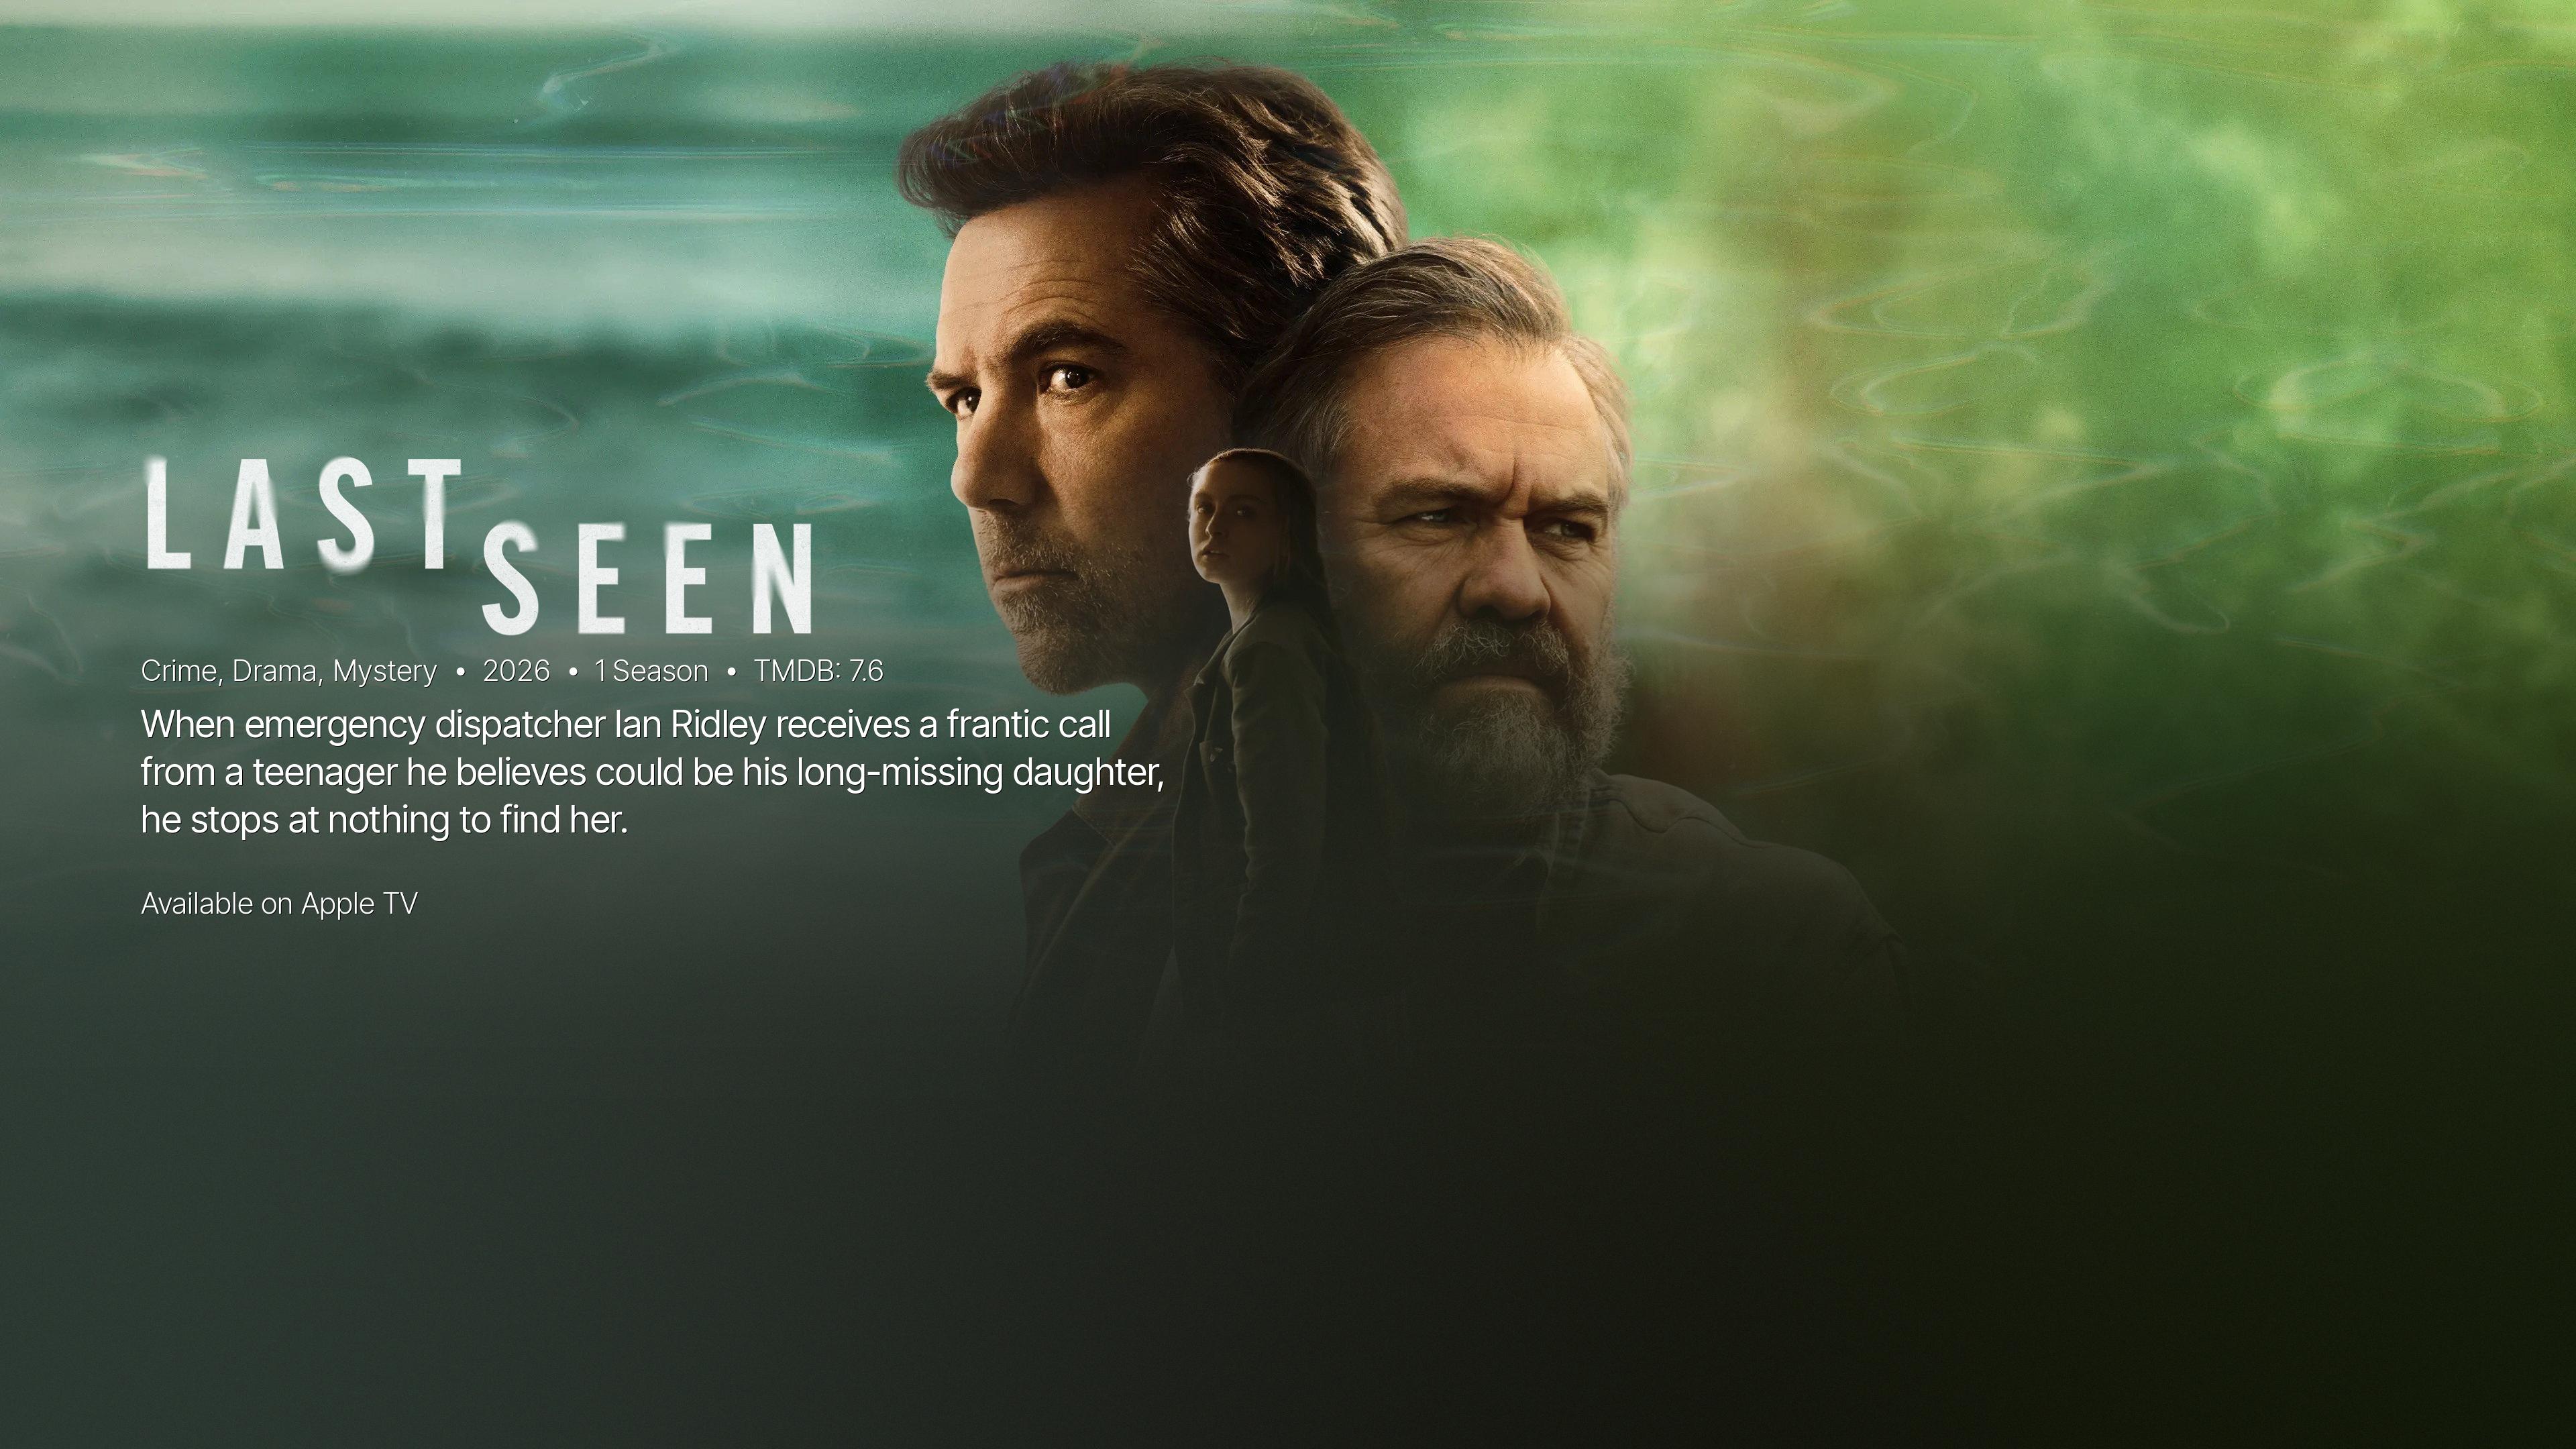 LAST SEEN
Crime, Drama, Mystery • 2026 • 1 Season • TMDB: 7.6
When emergency dispatcher Ian Ridley receives a frantic call
from a teenager he believes could be his long-missing daughter,
he stops at nothing to find her.
Available on Apple TV